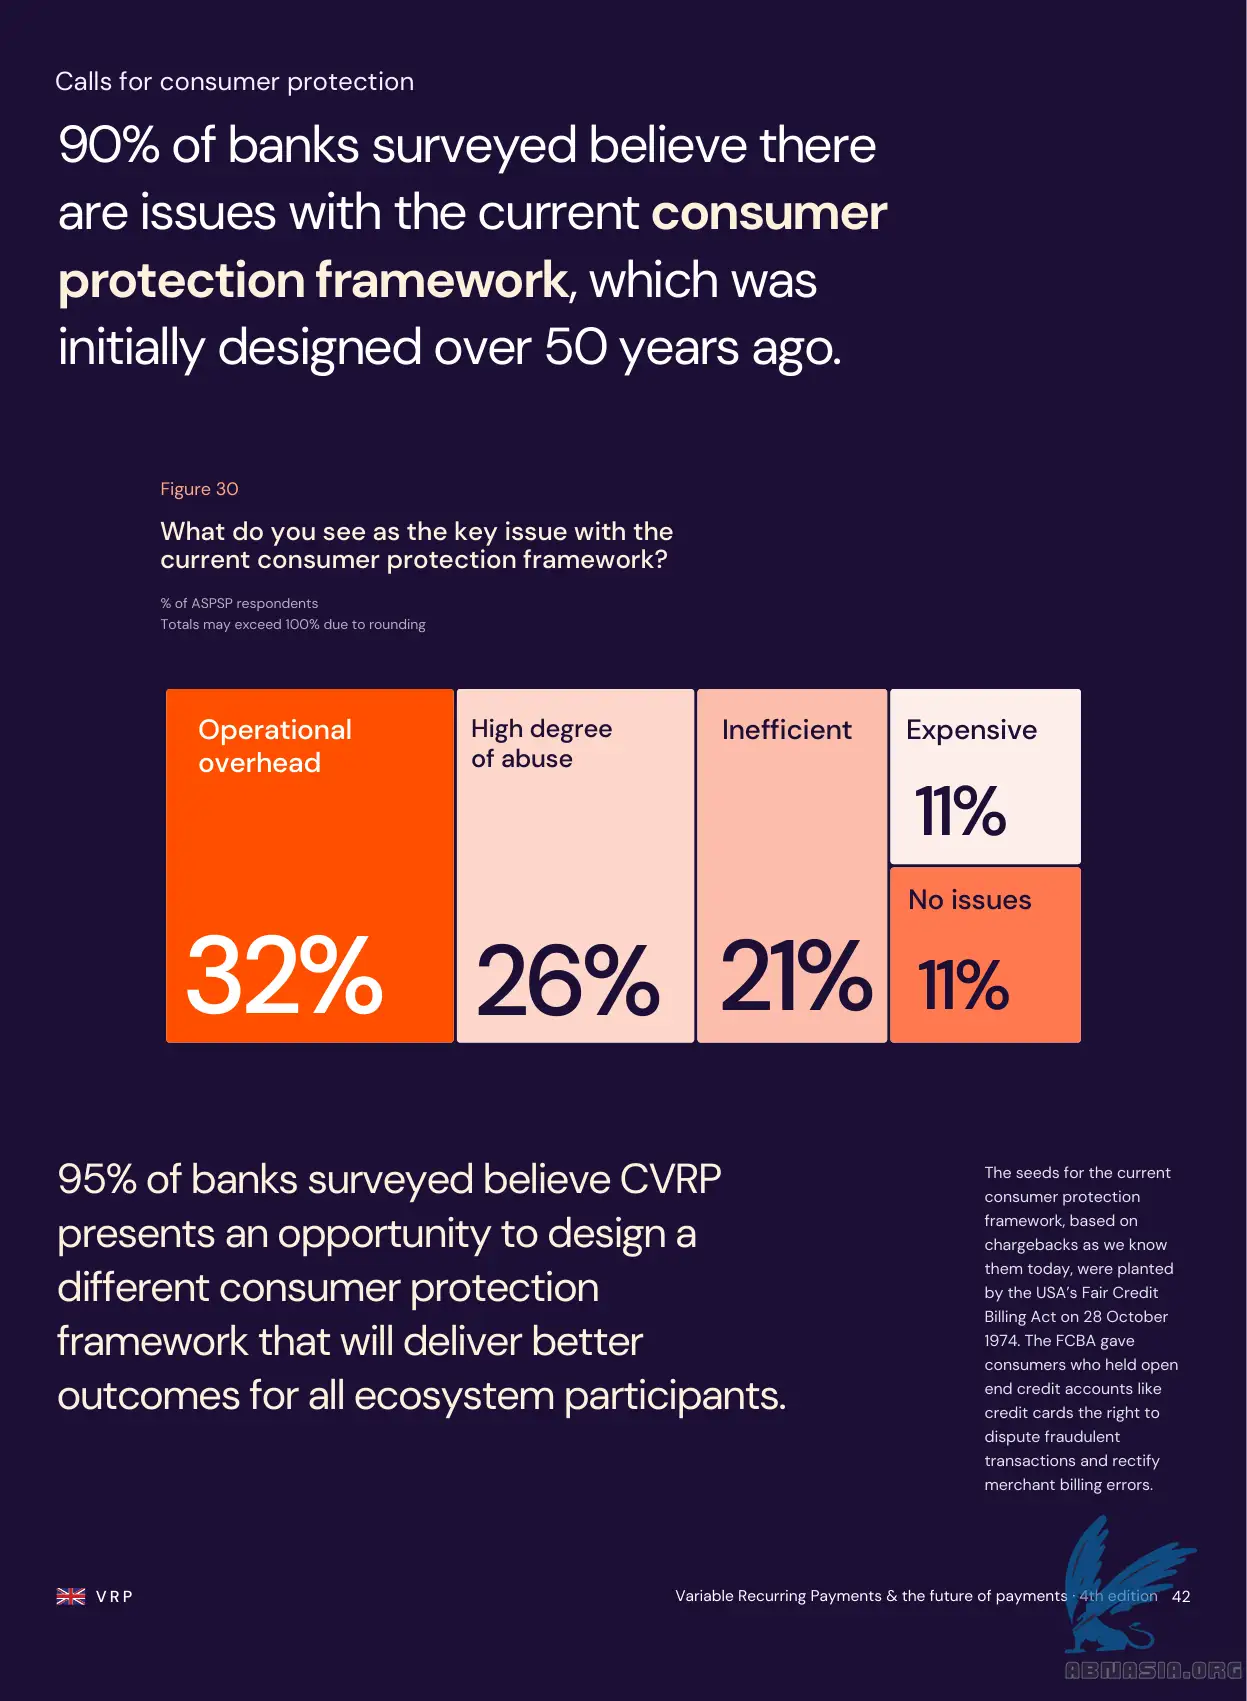 Calls for consumer protection
90% of banks surveyed believe there
are issues with the current consumer
protection framework, which was
initially designed over 50 years ago.
Figure 30
What do you see as the key issue with the
current consumer protection framework?
% of ASPSP respondents
Totals may exceed 100% due to rounding
Operational
overhead
32%
High degree
of abuse
26%
Inefficient
21%
Expensive
11%
No issues
11%
95% of banks surveyed believe CVRP
presents an opportunity to design a
different consumer protection
framework that will deliver better
outcomes for all ecosystem participants.
The seeds for the current
consumer protection
framework, based on
chargebacks as we know
them today, were planted
by the USA’s Fair Credit
Billing Act on 28 October
1974. The FCBA gave
consumers who held open
end credit accounts like
credit cards the right to
dispute fraudulent
transactions and rectify
merchant billing errors.
VRP
Variable Recurring Payments & the future of payments · 4th edition 42
ABNASIA.ORG